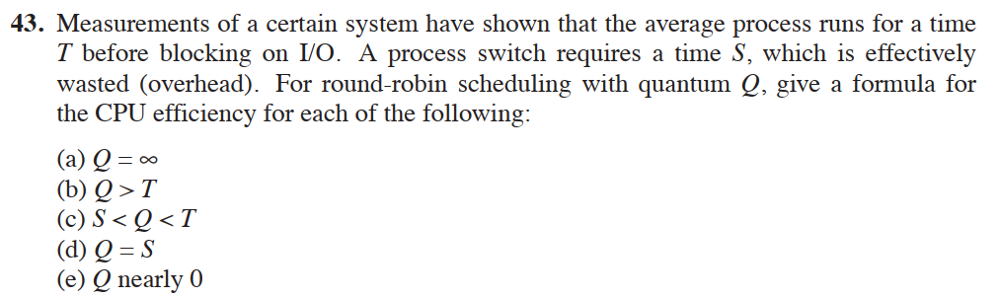 43. Measurements of a certain system have shown that the average process runs for a time
T before blocking on I/O. A process switch requires a time S, which is effectively
wasted (overhead). For round-robin scheduling with quantum Q, give a formula for
the CPU efficiency for each of the following:
(a) Q = ∞
(b) Q > T
(c) S < Q < T
(d) Q = S
(e) Q nearly 0